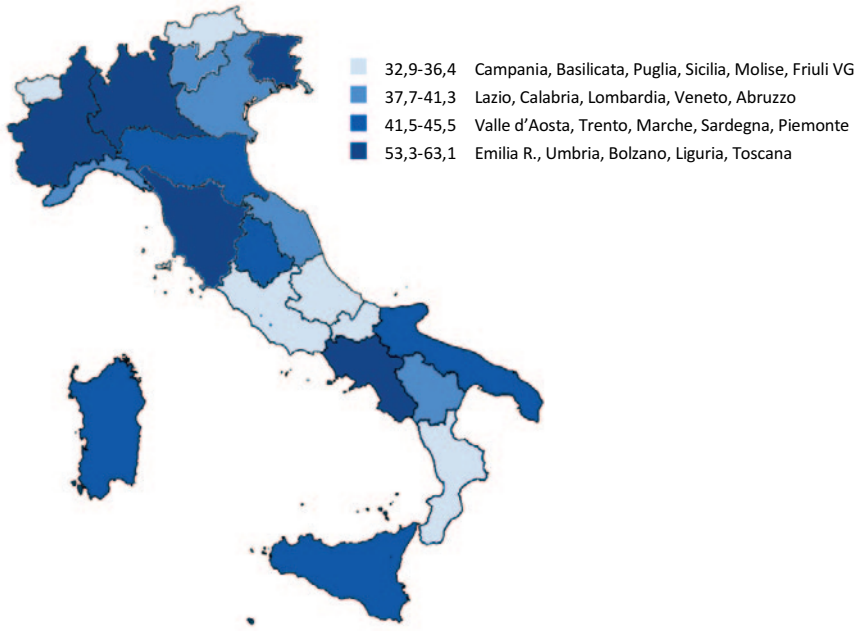 32,9-36,4 Campania, Basilicata, Puglia, Sicilia, Molise, Friuli VG
37,7-41,3 Lazio, Calabria, Lombardia, Veneto, Abruzzo
41,5-45,5 Valle d’Aosta, Trento, Marche, Sardegna, Piemonte
53,3-63,1 Emilia R., Umbria, Bolzano, Liguria, Toscana